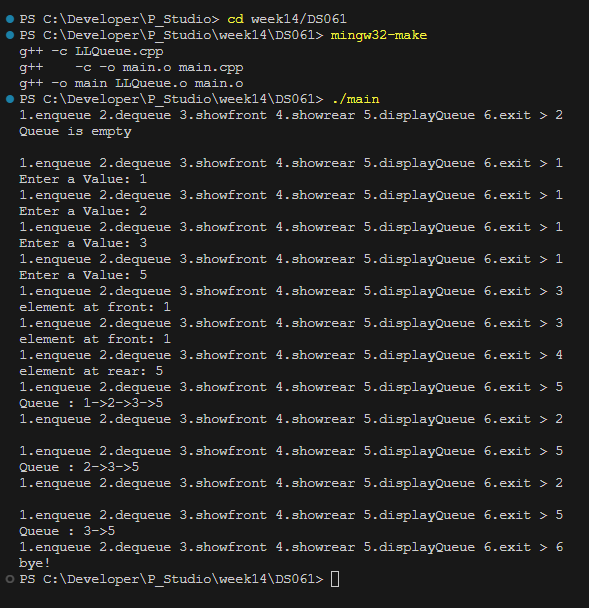 PS C:\Developer\P_Studio> cd week14/DS061
PS C:\Developer\P_Studio\week14\DS061> mingw32-make
g++ -c LLQueue.cpp
g++    -c -o main.o main.cpp
g++ -o main LLQueue.o main.o
PS C:\Developer\P_Studio\week14\DS061> ./main
1.enqueue 2.dequeue 3.showfront 4.showrear 5.displayQueue 6.exit > 2
Queue is empty
1.enqueue 2.dequeue 3.showfront 4.showrear 5.displayQueue 6.exit > 1
Enter a Value: 1
1.enqueue 2.dequeue 3.showfront 4.showrear 5.displayQueue 6.exit > 1
Enter a Value: 2
1.enqueue 2.dequeue 3.showfront 4.showrear 5.displayQueue 6.exit > 1
Enter a Value: 3
1.enqueue 2.dequeue 3.showfront 4.showrear 5.displayQueue 6.exit > 1
Enter a Value: 5
1.enqueue 2.dequeue 3.showfront 4.showrear 5.displayQueue 6.exit > 3
element at front: 1
1.enqueue 2.dequeue 3.showfront 4.showrear 5.displayQueue 6.exit > 3
element at front: 1
1.enqueue 2.dequeue 3.showfront 4.showrear 5.displayQueue 6.exit > 4
element at rear: 5
1.enqueue 2.dequeue 3.showfront 4.showrear 5.displayQueue 6.exit > 5
Queue : 1->2->3->5
1.enqueue 2.dequeue 3.showfront 4.showrear 5.displayQueue 6.exit > 2
1.enqueue 2.dequeue 3.showfront 4.showrear 5.displayQueue 6.exit > 5
Queue : 2->3->5
1.enqueue 2.dequeue 3.showfront 4.showrear 5.displayQueue 6.exit > 2
1.enqueue 2.dequeue 3.showfront 4.showrear 5.displayQueue 6.exit > 5
Queue : 3->5
1.enqueue 2.dequeue 3.showfront 4.showrear 5.displayQueue 6.exit > 6
bye!
PS C:\Developer\P_Studio\week14\DS061>